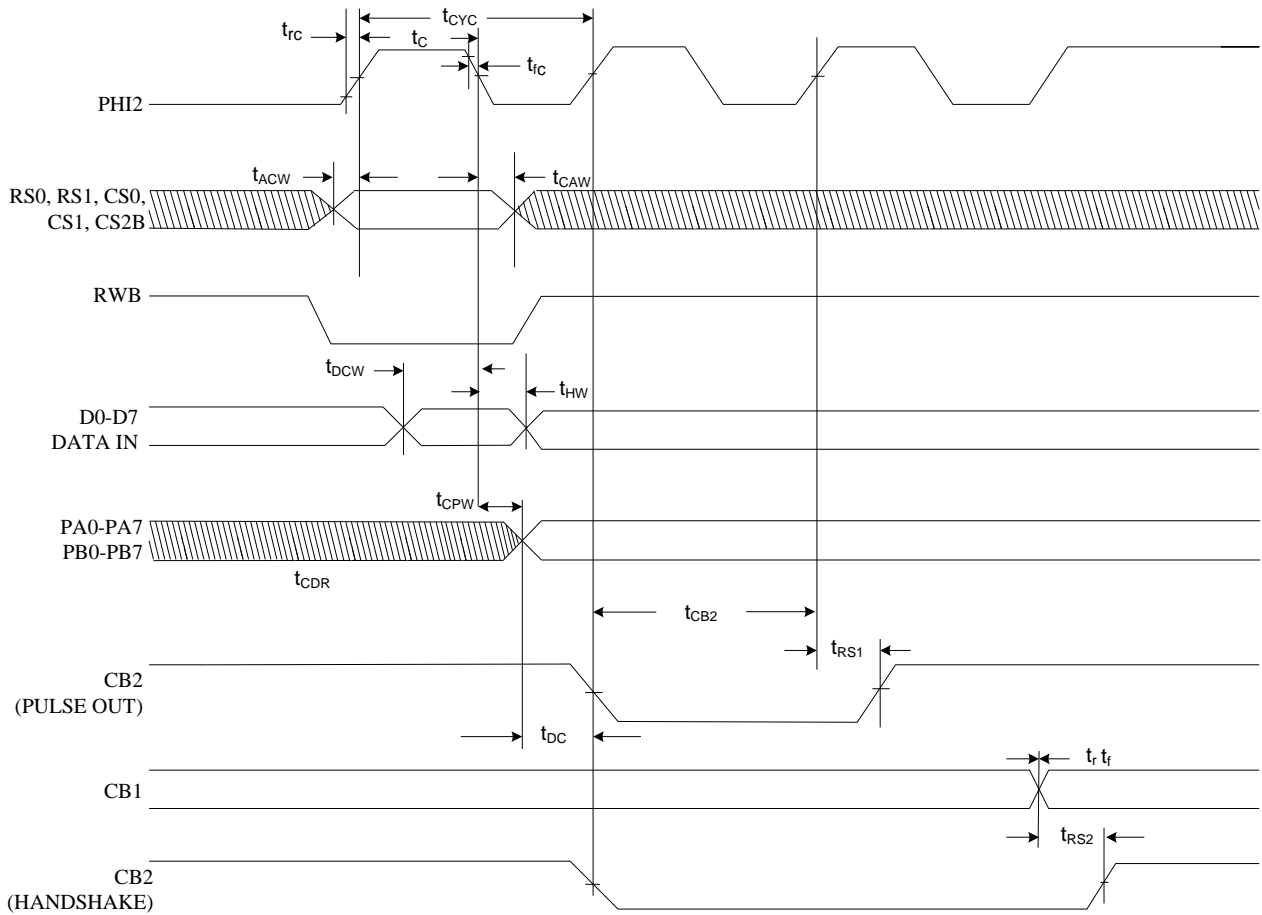 tCYC
trc
tC
tfC
PHI2
tACW
tCAW
RS0, RS1, CS0,
CS1, CS2B
RWB
tDCW
tHW
D0-D7
DATA IN
tCPW
PA0-PA7
PB0-PB7
tCDR
tCB2
tRS1
CB2
(PULSE OUT)
tDC
tr tf
CB1
tRS2
CB2
(HANDSHAKE)